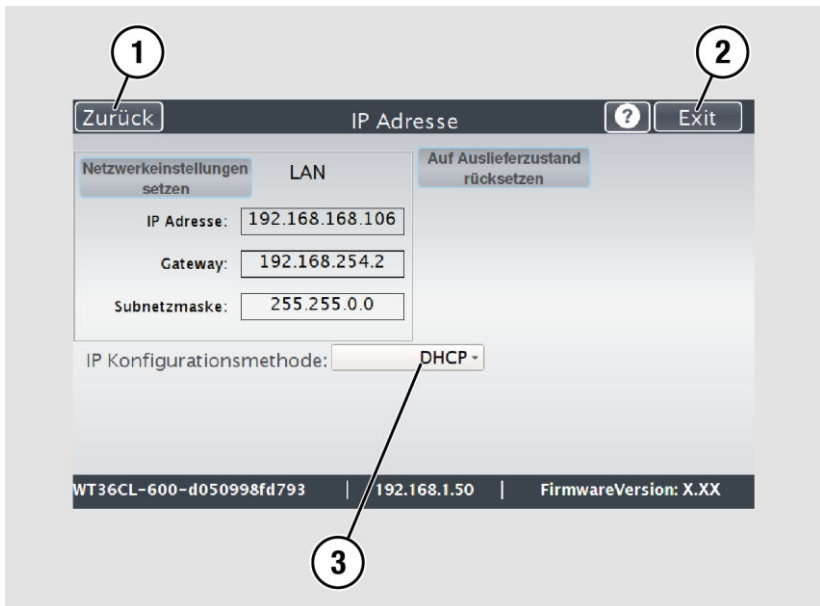 1
2
Zurück
IP Adresse
?
Exit
Netzwerkeinstellungen
setzen
LAN
Auf Auslieferzustand
rücksetzen
IP Adresse: 192.168.168.106
Gateway: 192.168.254.2
Subnetzmaske: 255.255.0.0
IP Konfigurationsmethode: DHCP
WT36CL-600-d050998fd793 | 192.168.1.50 | FirmwareVersion: X.XX
3